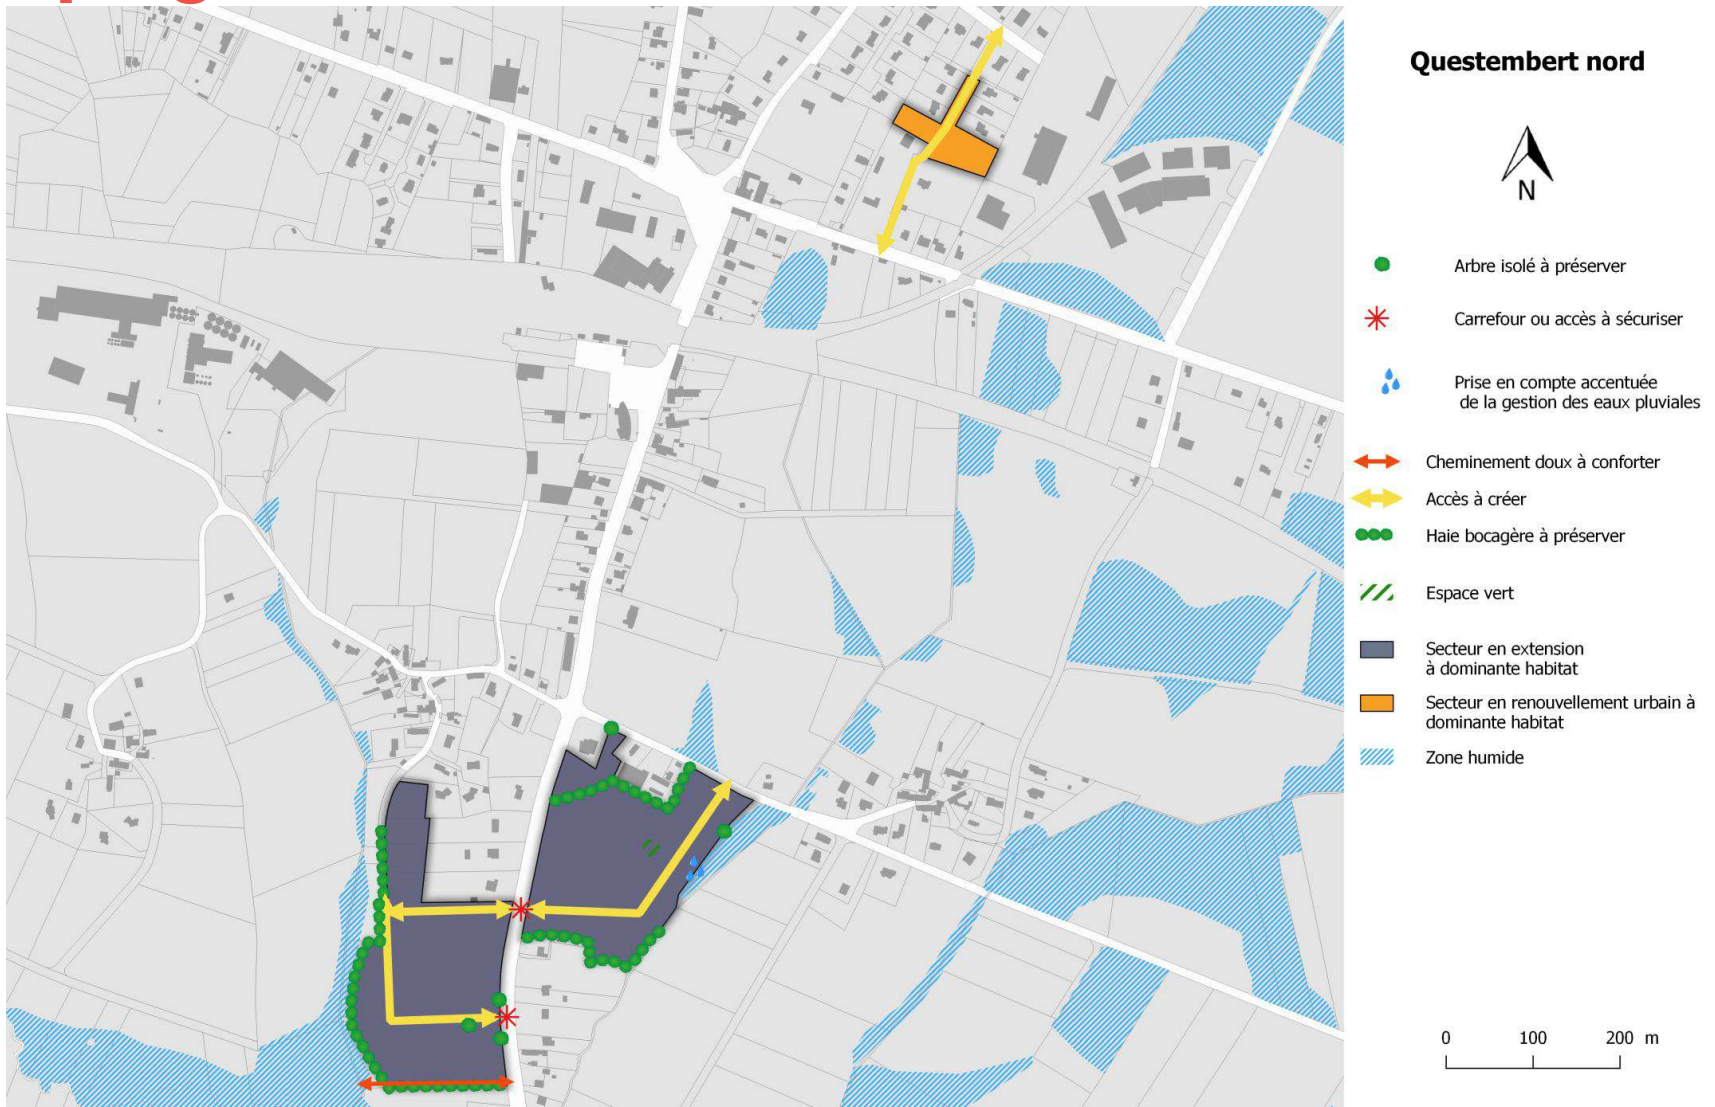 Questembert nord
N
Arbre isolé à préserver
Carrefour ou accès à sécuriser
Prise en compte accentuée
de la gestion des eaux pluviales
Cheminement doux à conforter
Accès à créer
Haie bocagère à préserver
Espace vert
Secteur en extension
à dominante habitat
Secteur en renouvellement urbain à
dominante habitat
Zone humide
0 100 200 m